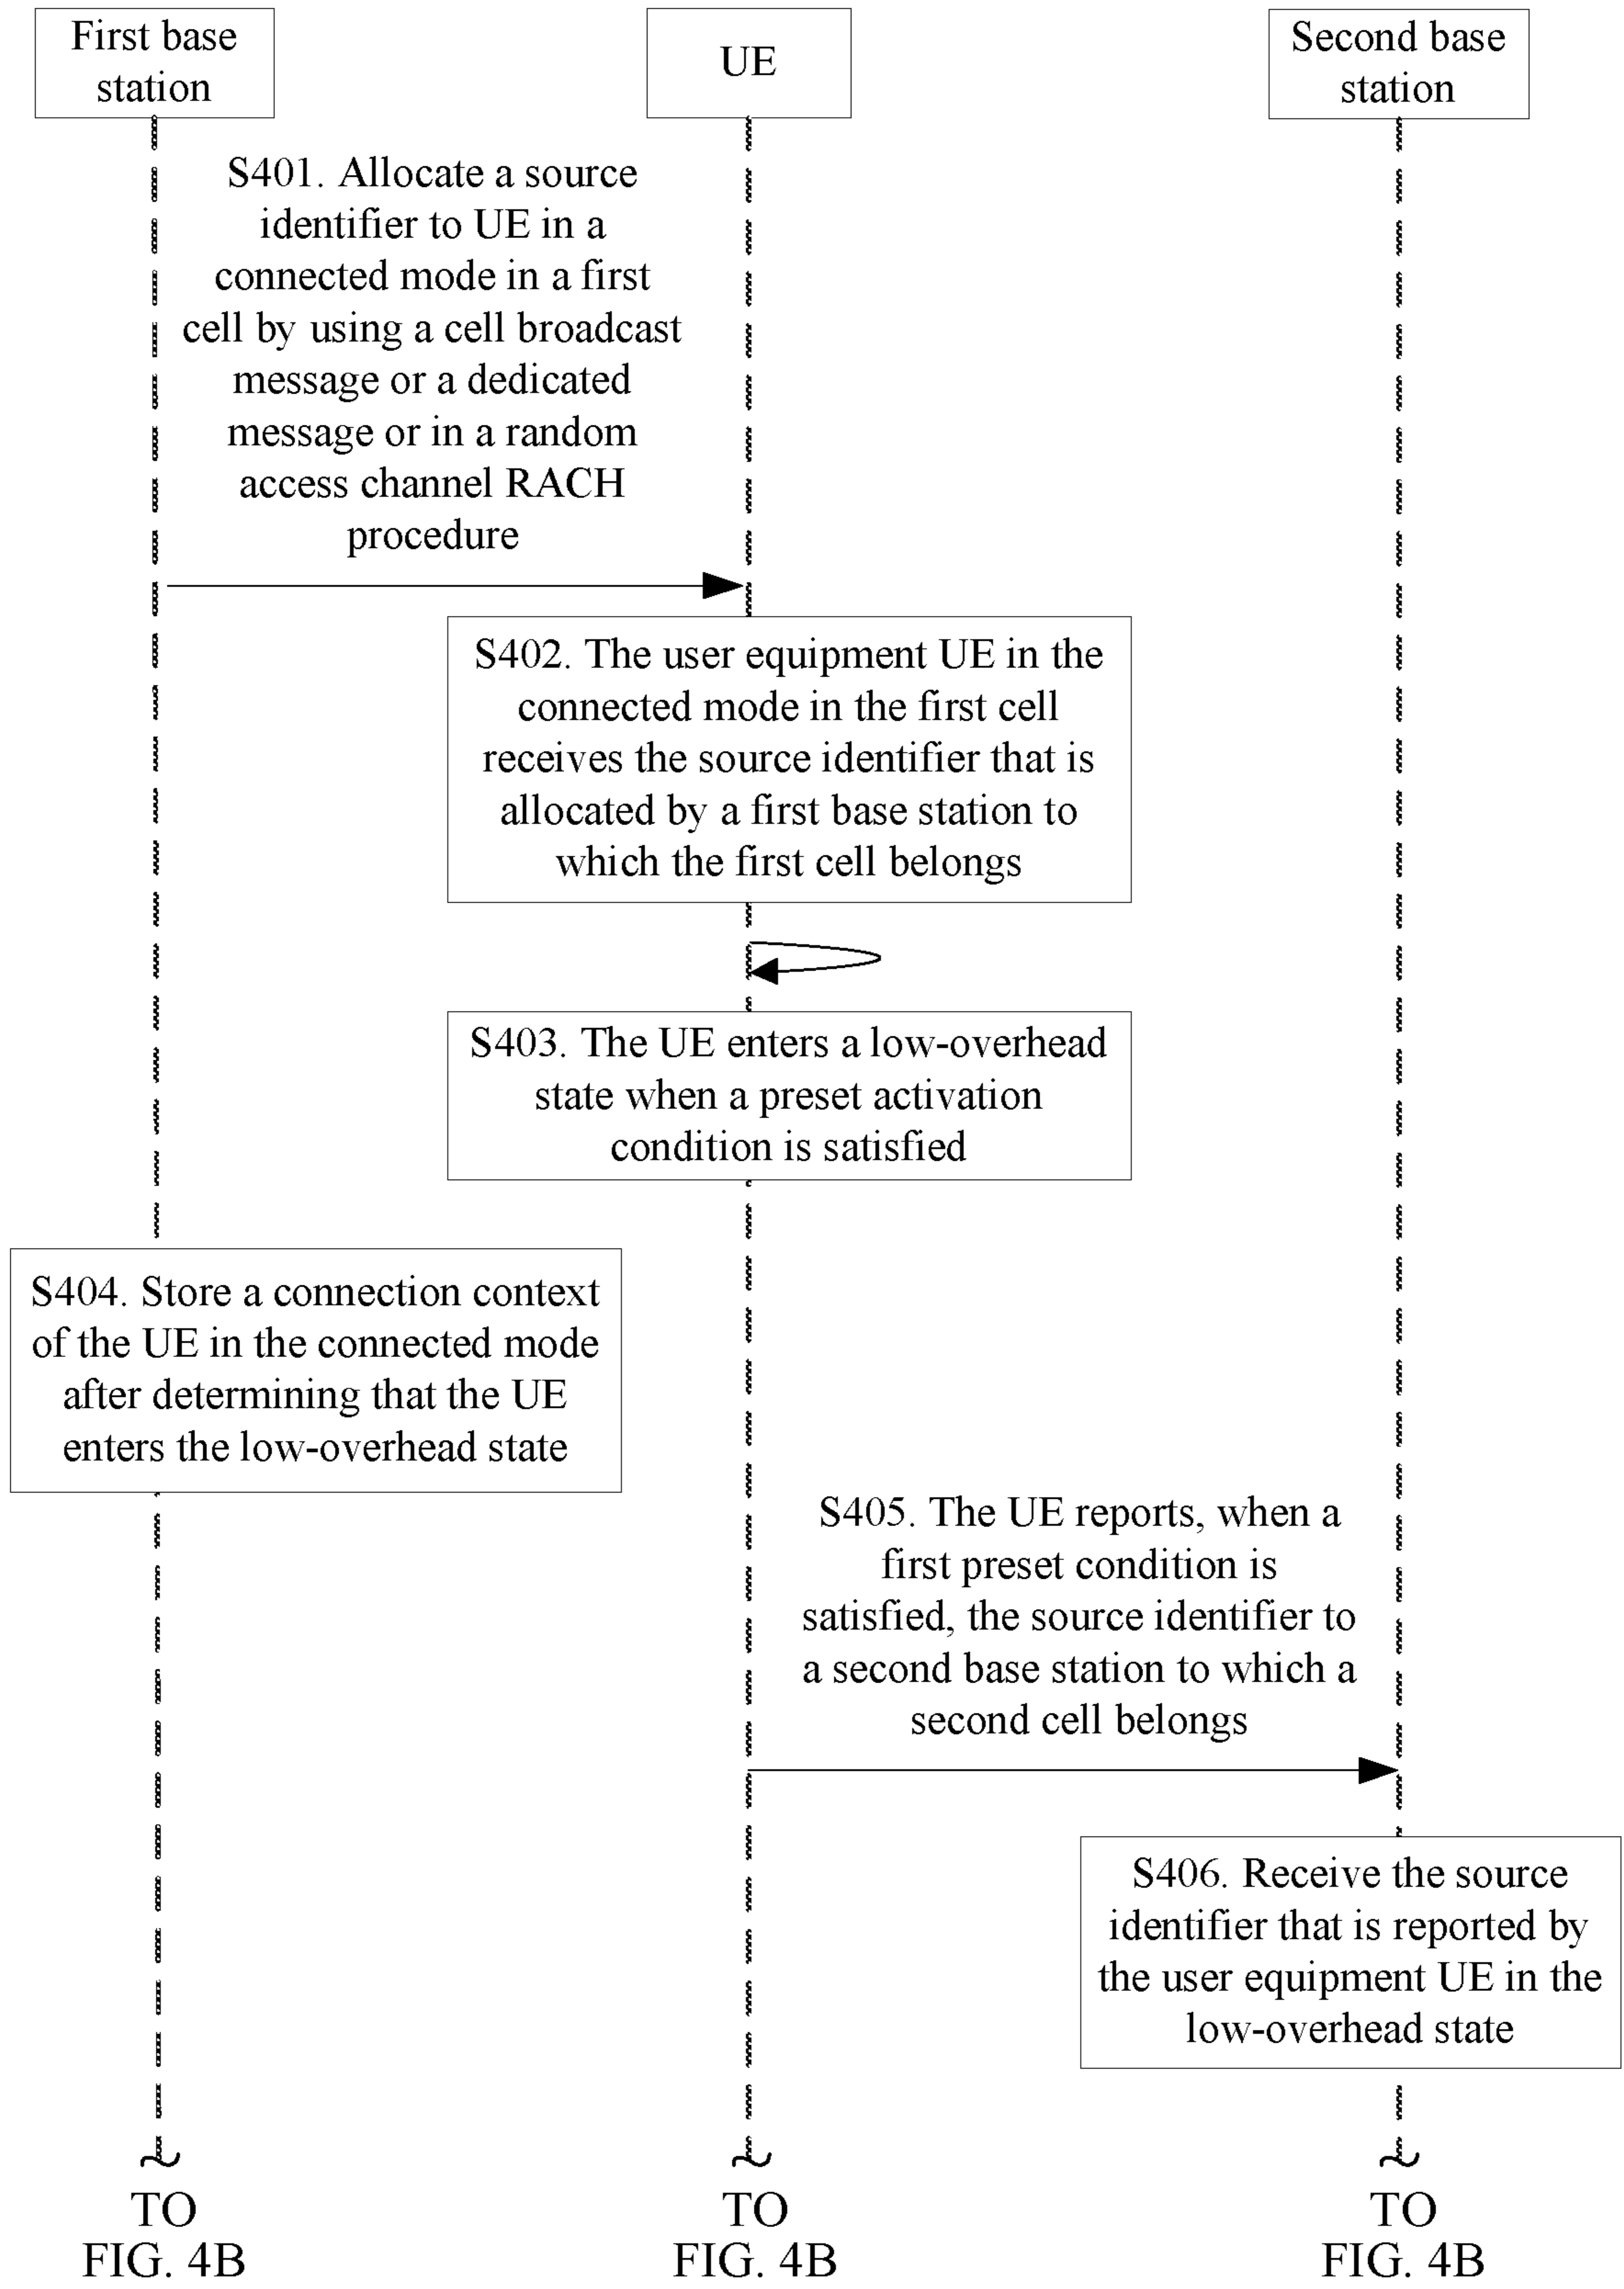 First base
station
UE
Second base
station
S401. Allocate a source
identifier to UE in a
connected mode in a first
cell by using a cell broadcast
message or a dedicated
message or in a random
access channel RACH
procedure
S402. The user equipment UE in the
connected mode in the first cell
receives the source identifier that is
allocated by a first base station to
which the first cell belongs
S403. The UE enters a low-overhead
state when a preset activation
condition is satisfied
S404. Store a connection context
of the UE in the connected mode
after determining that the UE
enters the low-overhead state
S405. The UE reports, when a
first preset condition is
satisfied, the source identifier to
a second base station to which a
second cell belongs
S406. Receive the source
identifier that is reported by
the user equipment UE in the
low-overhead state
TO
FIG. 4B
TO
FIG. 4B
TO
FIG. 4B